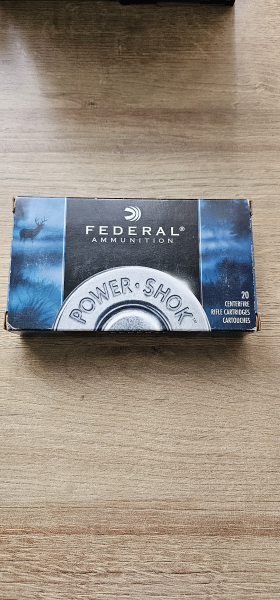 FEDERAL®
AMMUNITION
POWER·SHOK
20
CENTERFIRE
RIFLE CARTRIDGES
CARTOUCHES